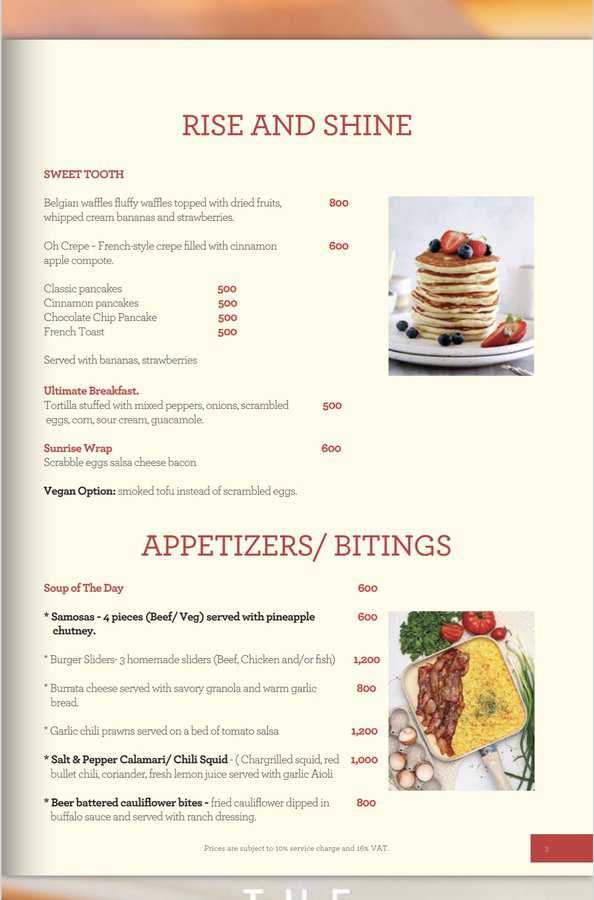 RISE AND SHINE
SWEET TOOTH
Belgian waffles fluffy waffles topped with dried fruits, 800
whipped cream bananas and strawberries.
Oh Crepe - French-style crepe filled with cinnamon 600
apple compote.
Classic pancakes 500
Cinnamon pancakes 500
Chocolate Chip Pancake 500
French Toast 500
Served with bananas, strawberries
Ultimate Breakfast.
Tortilla stuffed with mixed peppers, onions, scrambled 500
eggs, corn, sour cream, guacamole.
Sunrise Wrap 600
Scrabble eggs salsa cheese bacon
Vegan Option: smoked tofu instead of scrambled eggs.
APPETIZERS/ BITINGS
Soup of The Day 600
* Samosas - 4 pieces (Beef/ Veg) served with pineapple 600
chutney.
* Burger Sliders- 3 homemade sliders (Beef, Chicken and/or fish) 1,200
* Burrata cheese served with savory granola and warm garlic 800
bread.
* Garlic chili prawns served on a bed of tomato salsa 1,200
* Salt & Pepper Calamari/ Chili Squid - ( Chargrilled squid, red 1,000
bullet chili, coriander, fresh lemon juice served with garlic Aioli
* Beer battered cauliflower bites - fried cauliflower dipped in 800
buffalo sauce and served with ranch dressing.
Prices are subject to 10% service charge and 16% VAT.